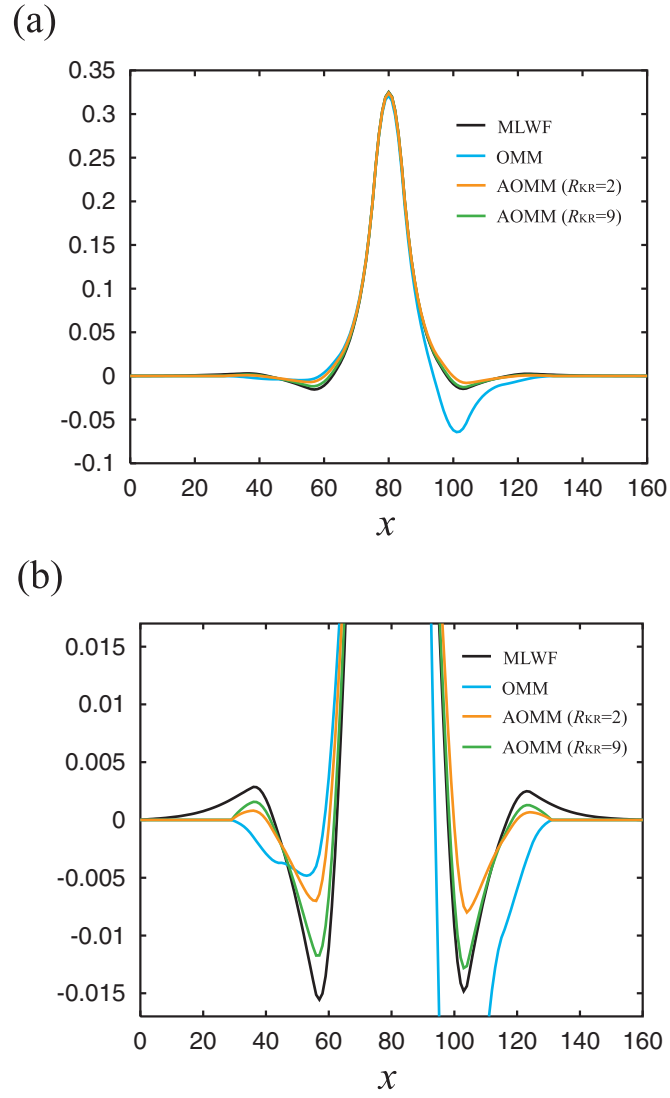 (a)
0.35
0.3
0.25
0.2
0.15
0.1
0.05
0
-0.05
-0.1
MLWF
OMM
AOMM (RKR=2)
AOMM (RKR=9)
0 20 40 60 80 100 120 140 160
x
(b)
0.015
0.01
0.005
0
-0.005
-0.01
-0.015
MLWF
OMM
AOMM (RKR=2)
AOMM (RKR=9)
0 20 40 60 80 100 120 140 160
x